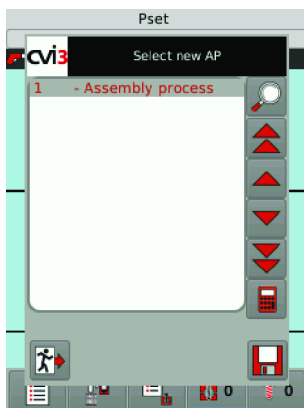 Pset
cvi3
Select new AP
1 - Assembly process
0
0